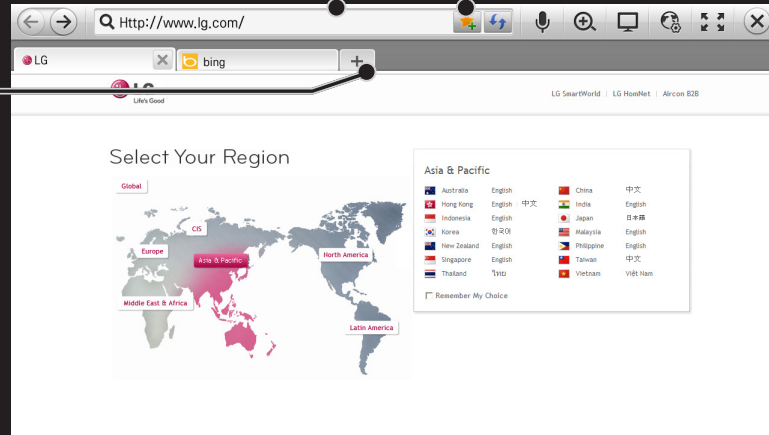 Http://www.lg.com/
LG
bing
LG
Life's Good
LG SmartWorld | LG HomNet | Aircon B2B
Select Your Region
Global
CIS
Europe
Asia & Pacific
North America
Middle East & Africa
Latin America
Asia & Pacific
Australia English China 中文
Hong Kong English 中文 India English
Indonesia English Japan 日本語
Korea 한국어 Malaysia English
New Zealand English Philippine English
Singapore English Taiwan 中文
Thailand ไทย Vietnam Việt Nam
Remember My Choice